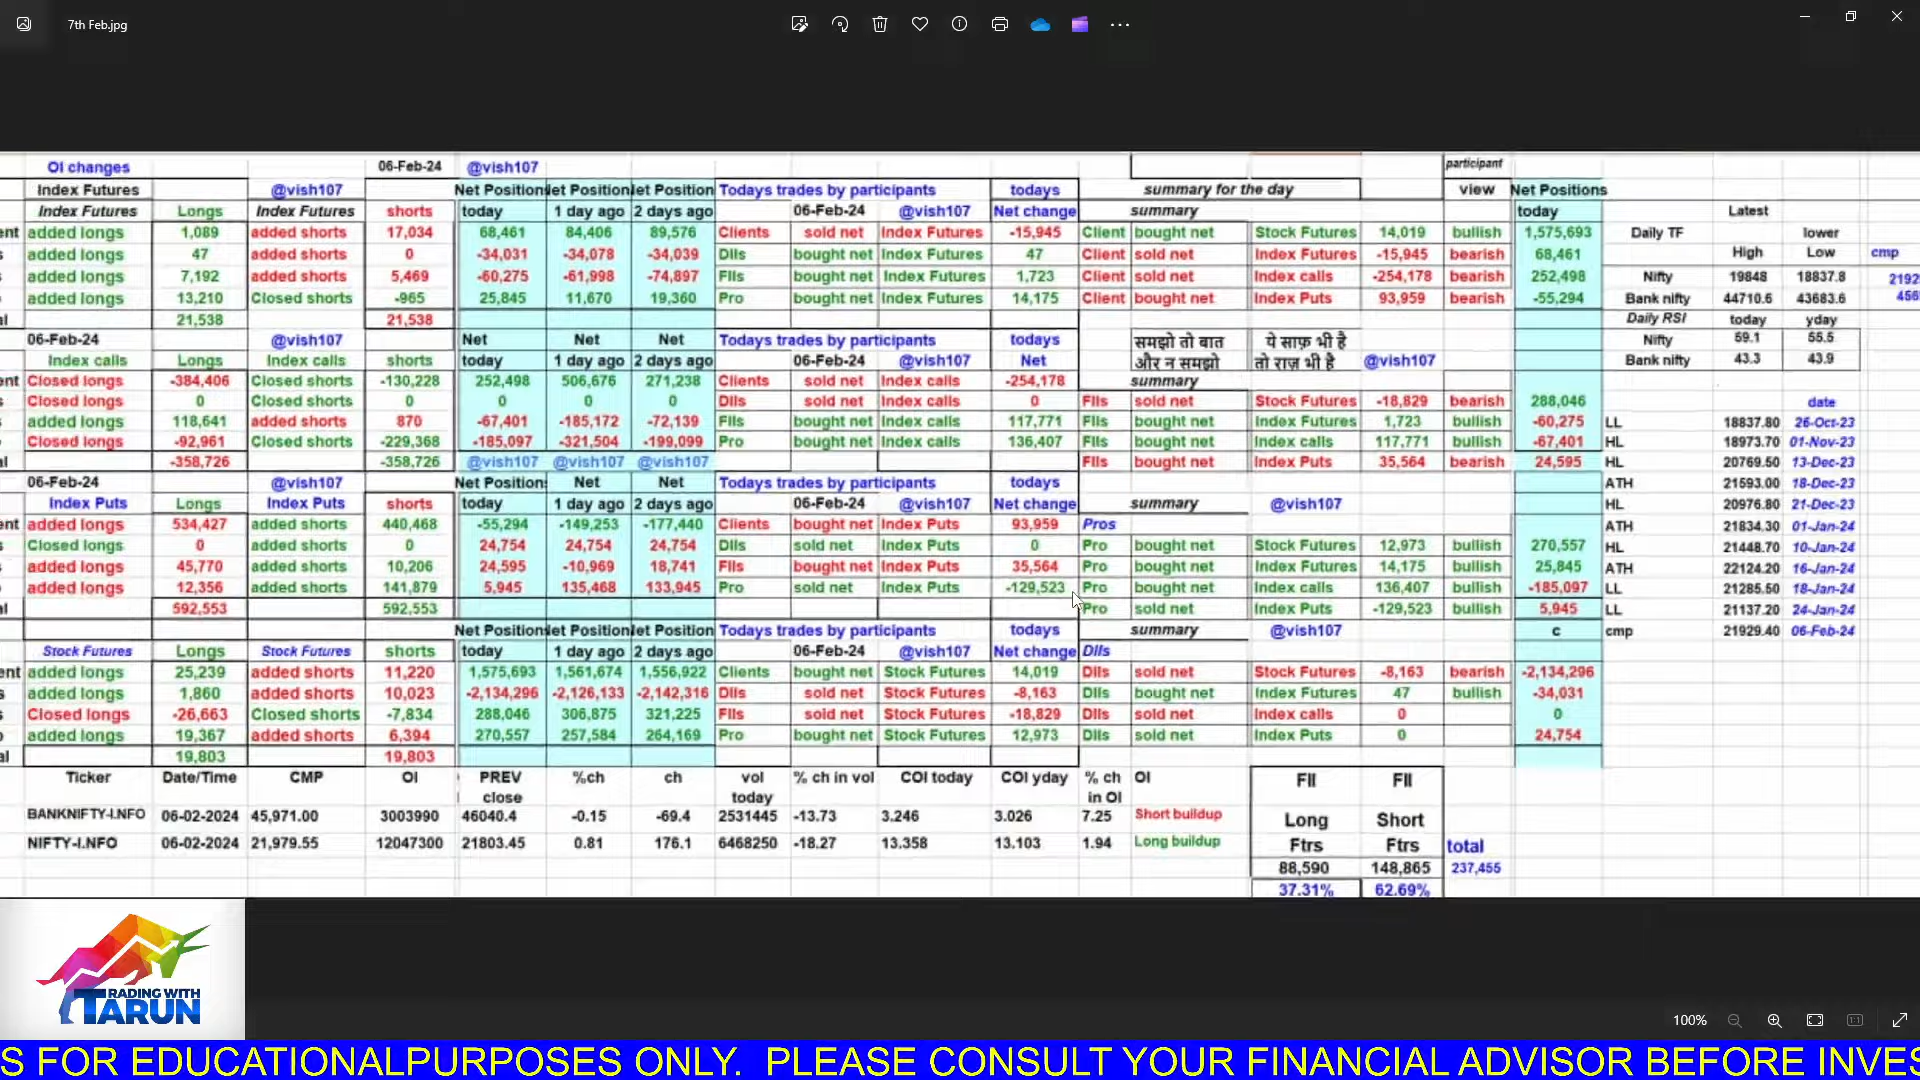 7th Feb.jpg
OI changes 06-Feb-24 @vish107 participant
Index Futures @vish107 Net Positions Net Position Net Position Todays trades by participants todays summary for the day view Net Positions
Index Futures Longs Index Futures shorts today 1 day ago 2 days ago 06-Feb-24 @vish107 Net change summary today Latest
added longs 1,089 added shorts 17,034 68,461 84,406 89,576 Clients sold net Index Futures -15,945 Client bought net Stock Futures 14,019 bullish 1,575,693 Daily TF lower
added longs 47 added shorts 0 -34,031 -34,078 -34,039 DIIs bought net Index Futures 47 Client sold net Index Futures -15,945 bearish 68,461 High Low cmp
added longs 7,192 added shorts 5,469 -60,275 -61,998 -74,897 FIIs bought net Index Futures 1,723 Client sold net Index calls -254,178 bearish 252,498 Nifty 19848 18837.8
added longs 13,210 Closed shorts -965 25,845 11,670 19,360 Pro bought net Index Futures 14,175 Client bought net Index Puts 93,959 bearish -55,294 Bank nifty 44710.6 43683.6
21,538 21,538 Daily RSI today yday
06-Feb-24 @vish107 Net Net Net Todays trades by participants todays समझो तो बात ये साफ़ भी है Nifty 59.1 55.5
Index calls Longs Index calls shorts today 1 day ago 2 days ago 06-Feb-24 @vish107 Net और न समझो तो राज़ भी है @vish107 Bank nifty 43.3 43.9
Closed longs -384,406 Closed shorts -130,228 252,498 506,676 271,238 Clients sold net Index calls -254,178 summary
Closed longs 0 Closed shorts 0 0 0 0 DIIs sold net Index calls 0 FIIs sold net Stock Futures -18,829 bearish 288,046 date
added longs 118,641 added shorts 870 -67,401 -185,172 -72,139 FIIs bought net Index calls 117,771 FIIs bought net Index Futures 1,723 bullish -60,275 LL 18837.80 26-Oct-23
Closed longs -92,961 Closed shorts -229,368 -185,097 -321,504 -199,099 Pro bought net Index calls 136,407 FIIs bought net Index calls 117,771 bullish -67,401 HL 18973.70 01-Nov-23
-358,726 -358,726 @vish107 @vish107 @vish107 FIIs bought net Index Puts 35,564 bearish 24,595 HL 20769.50 13-Dec-23
06-Feb-24 @vish107 Net Positions Net Net Todays trades by participants todays ATH 21593.00 18-Dec-23
Index Puts Longs Index Puts shorts today 1 day ago 2 days ago 06-Feb-24 @vish107 Net change summary @vish107 HL 20976.80 21-Dec-23
added longs 534,427 added shorts 440,468 -55,294 -149,253 -177,440 Clients bought net Index Puts 93,959 Pros ATH 21834.30 01-Jan-24
Closed longs 0 added shorts 0 24,754 24,754 24,754 DIIs sold net Index Puts 0 Pro bought net Stock Futures 12,973 bullish 270,557 HL 21448.70 10-Jan-24
added longs 45,770 added shorts 10,206 24,595 -10,969 18,741 FIIs bought net Index Puts 35,564 Pro bought net Index Futures 14,175 bullish 25,845 ATH 22124.20 16-Jan-24
added longs 12,356 added shorts 141,879 5,945 135,468 133,945 Pro sold net Index Puts -129,523 Pro bought net Index calls 136,407 bullish -185,097 LL 21285.50 18-Jan-24
592,553 592,553 Pro sold net Index Puts -129,523 bullish 5,945 LL 21137.20 24-Jan-24
Net Positions Net Position Net Position Todays trades by participants todays summary @vish107 c cmp 21929.40 06-Feb-24
Stock Futures Longs Stock Futures shorts today 1 day ago 2 days ago 06-Feb-24 @vish107 Net change DIIs
added longs 25,239 added shorts 11,220 1,575,693 1,561,674 1,556,922 Clients bought net Stock Futures 14,019 DIIs sold net Stock Futures -8,163 bearish -2,134,296
added longs 1,860 added shorts 10,023 -2,134,296 -2,126,133 -2,142,316 DIIs sold net Stock Futures -8,163 DIIs bought net Index Futures 47 bullish -34,031
Closed longs -26,663 Closed shorts -7,834 288,046 306,875 321,225 FIIs sold net Stock Futures -18,829 DIIs sold net Index calls 0 0
added longs 19,367 added shorts 6,394 270,557 257,584 264,169 Pro bought net Stock Futures 12,973 DIIs sold net Index Puts 0 24,754
19,803 19,803
Ticker Date/Time CMP OI PREV close %ch ch vol today % ch in vol COI today COI yday % ch in OI OI FII FII
BANKNIFTY-I.NFO 06-02-2024 45,971.00 3003990 46040.4 -0.15 -69.4 2531445 -13.73 3.246 3.026 7.25 Short buildup Long Short
NIFTY-I.NFO 06-02-2024 21,979.55 12047300 21803.45 0.81 176.1 6468250 -18.27 13.358 13.103 1.94 Long buildup Ftrs Ftrs total
88,590 148,865 237,455
37.31% 62.69%
TRADING WITH
TARUN
100%
S FOR EDUCATIONALPURPOSES ONLY. PLEASE CONSULT YOUR FINANCIAL ADVISOR BEFORE INVES